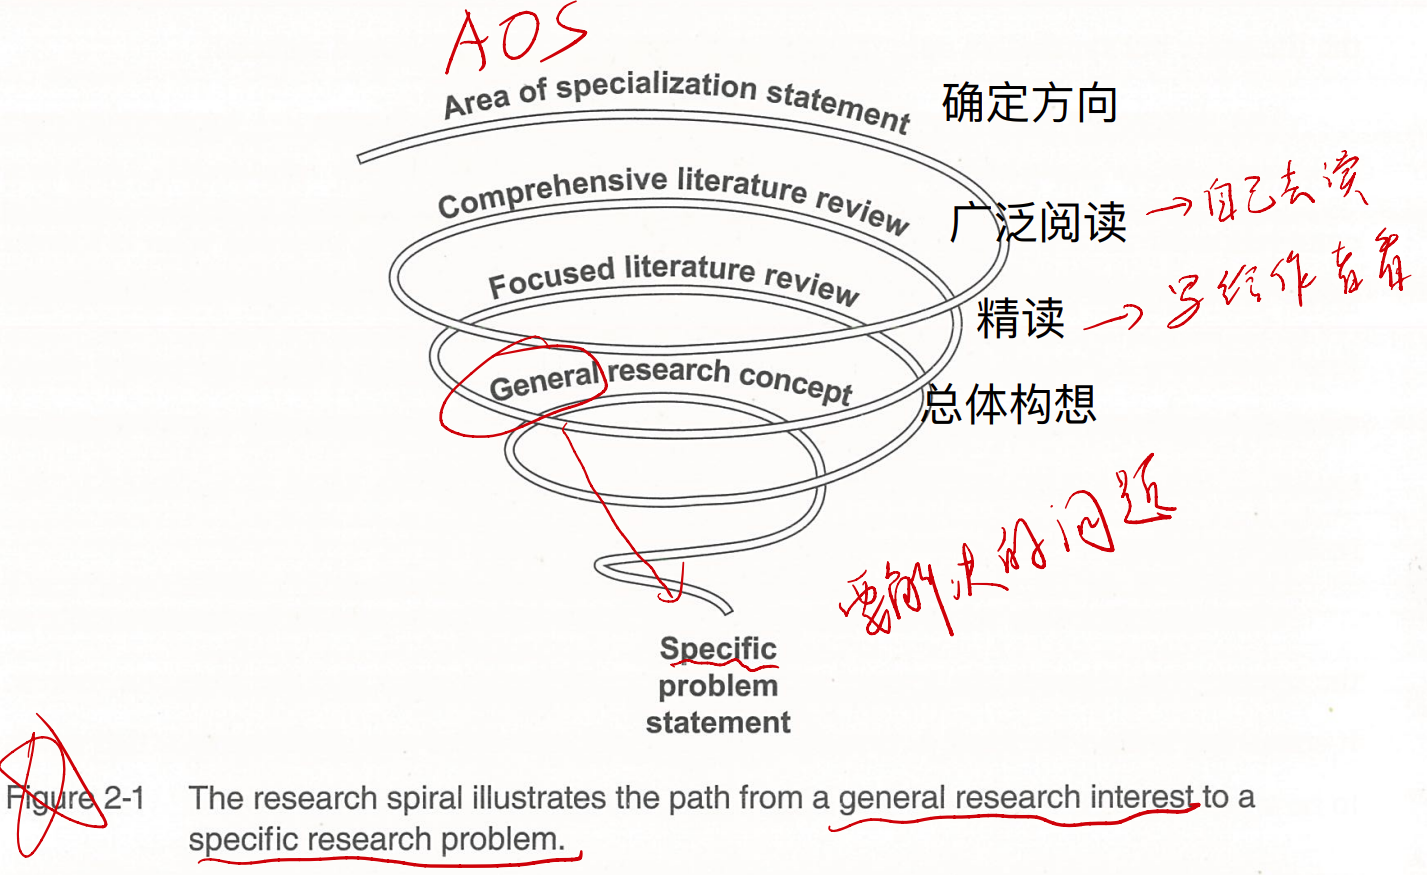 AOS
Area of specialization statement
确定方向
Comprehensive literature review
广泛阅读 → 自己去读
Focused literature review
精读 → 写给作者看
General research concept
总体构想
要解决的问题
Specific
problem
statement
Figure 2-1 The research spiral illustrates the path from a general research interest to a
specific research problem.